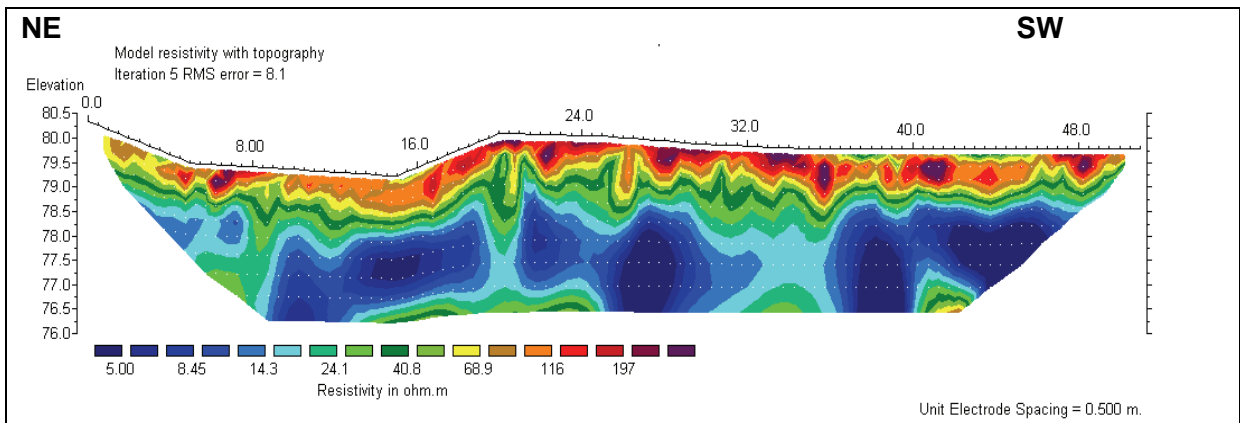 NE SW
Model resistivity with topography
Iteration 5 RMS error = 8.1
Elevation
0.0 8.00 16.0 24.0 32.0 40.0 48.0
80.5
80.0
79.5
79.0
78.5
78.0
77.5
77.0
76.5
76.0
5.00 8.45 14.3 24.1 40.8 68.9 116 197
Resistivity in ohm.m
Unit Electrode Spacing = 0.500 m.